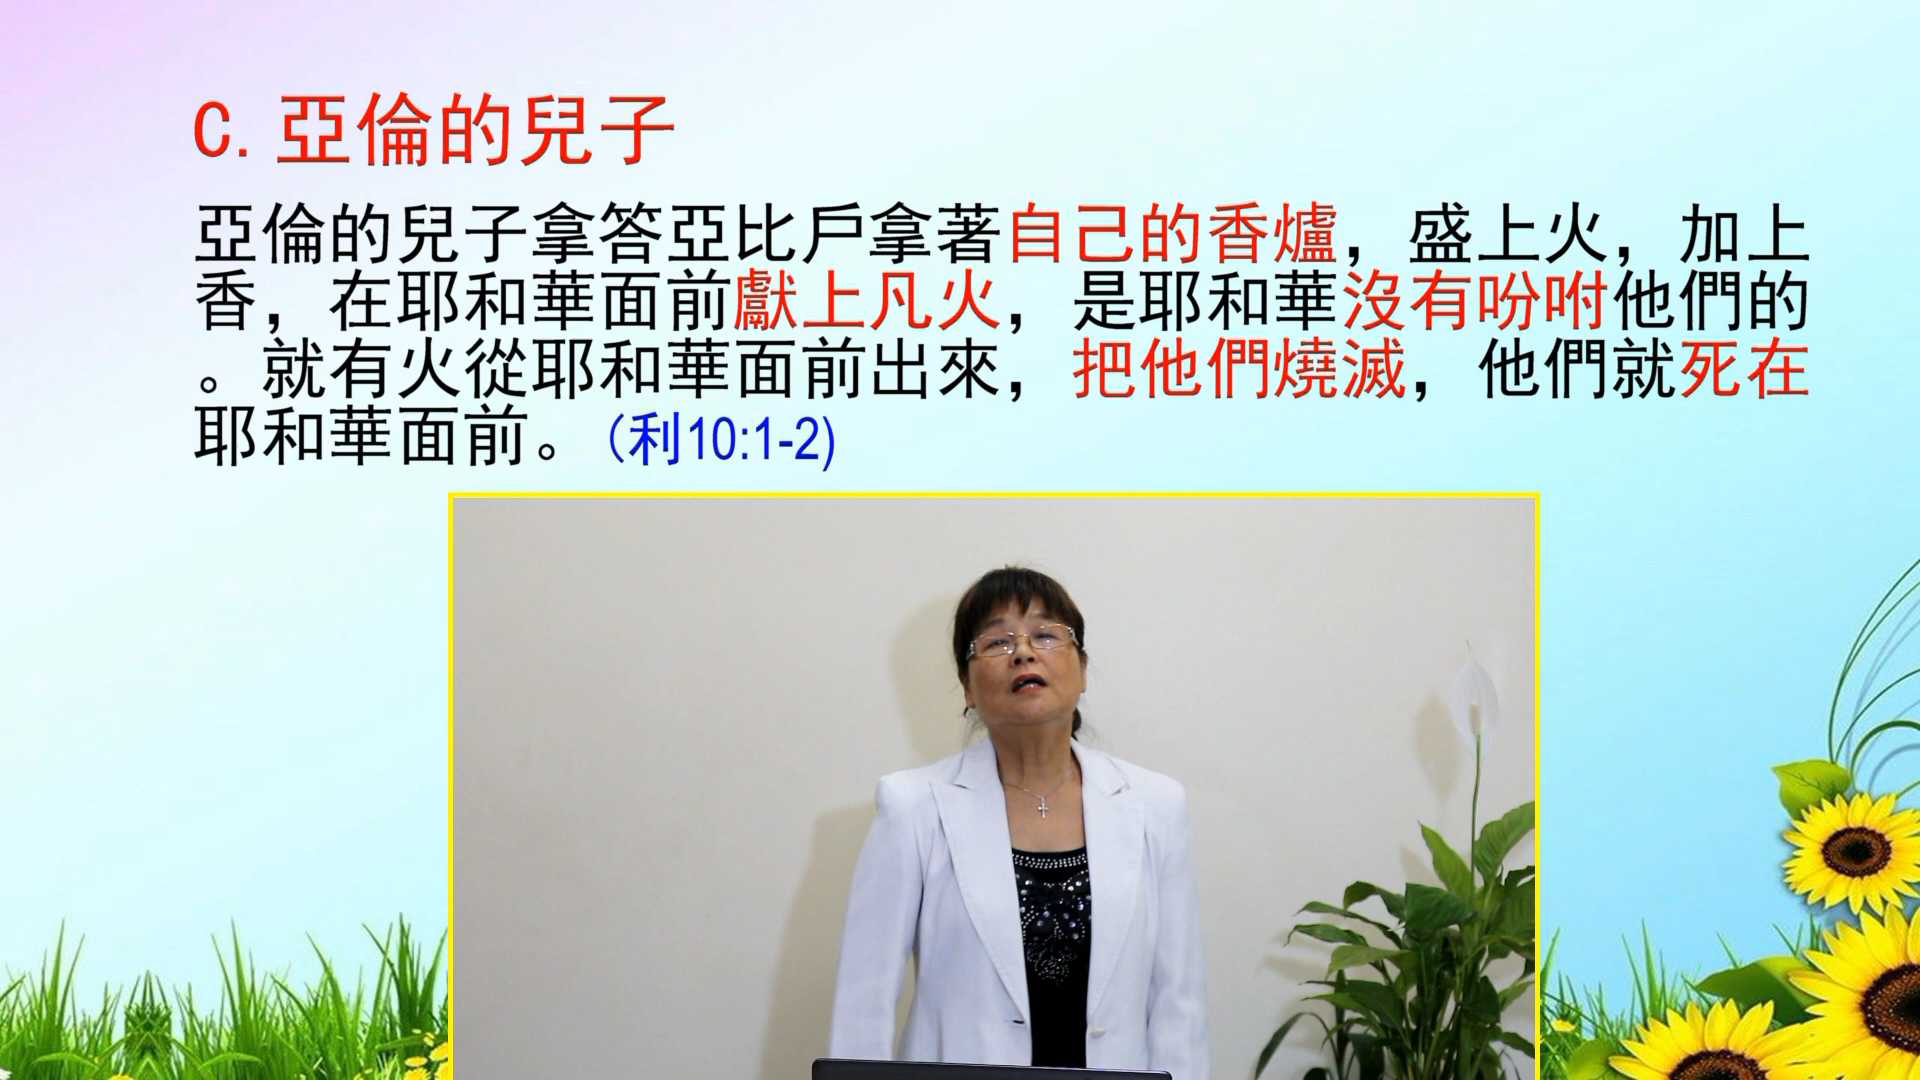 C. 亞倫的兒子
亞倫的兒子拿答亞比戶拿著自己的香爐，盛上火，加上
香，在耶和華面前獻上凡火，是耶和華沒有吩咐他們的
。就有火從耶和華面前出來，把他們燒滅，他們就死在
耶和華面前。(利10:1-2)